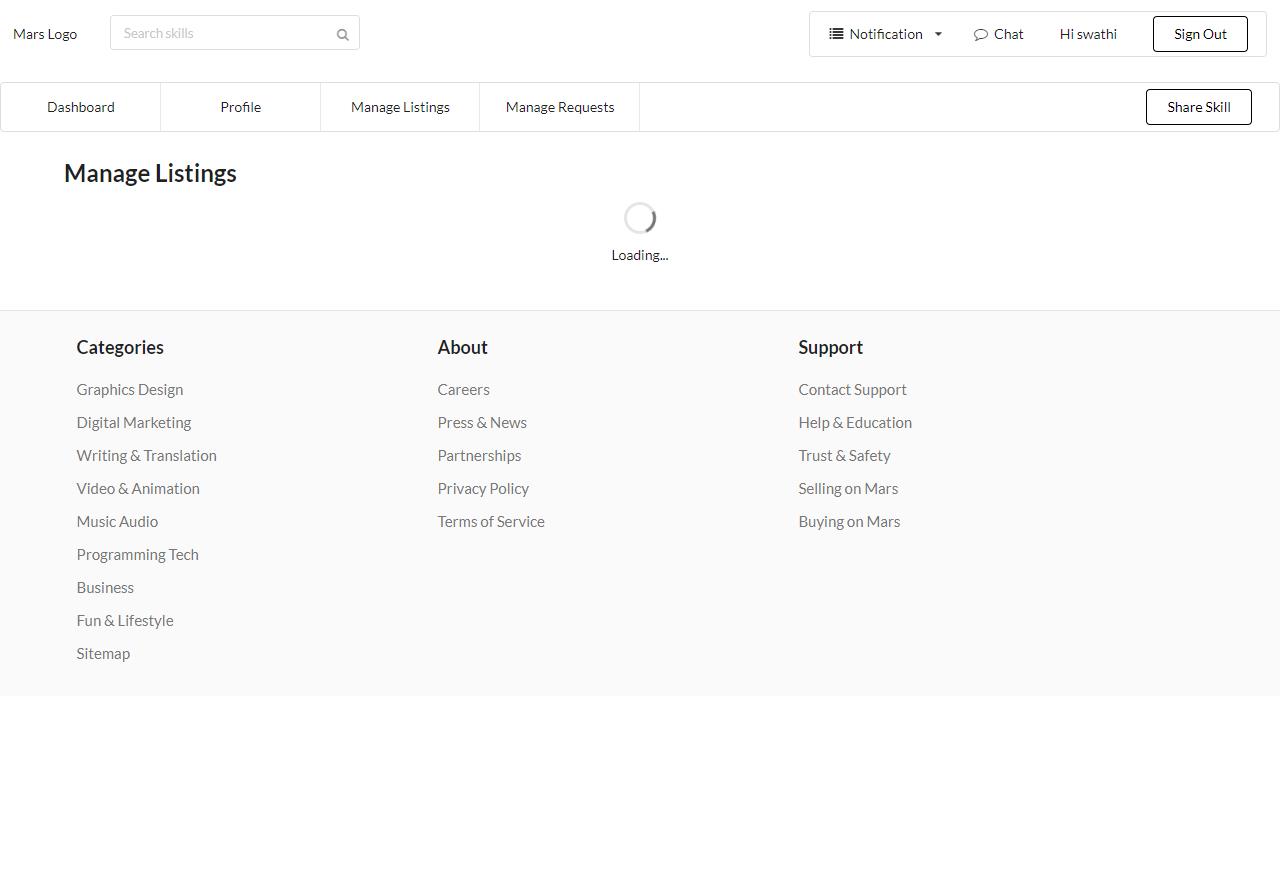 Mars Logo
Search skills
Notification
Chat
Hi swathi
Sign Out
Dashboard
Profile
Manage Listings
Manage Requests
Share Skill
Manage Listings
Loading...
Categories
Graphics Design
Digital Marketing
Writing & Translation
Video & Animation
Music Audio
Programming Tech
Business
Fun & Lifestyle
Sitemap
About
Careers
Press & News
Partnerships
Privacy Policy
Terms of Service
Support
Contact Support
Help & Education
Trust & Safety
Selling on Mars
Buying on Mars